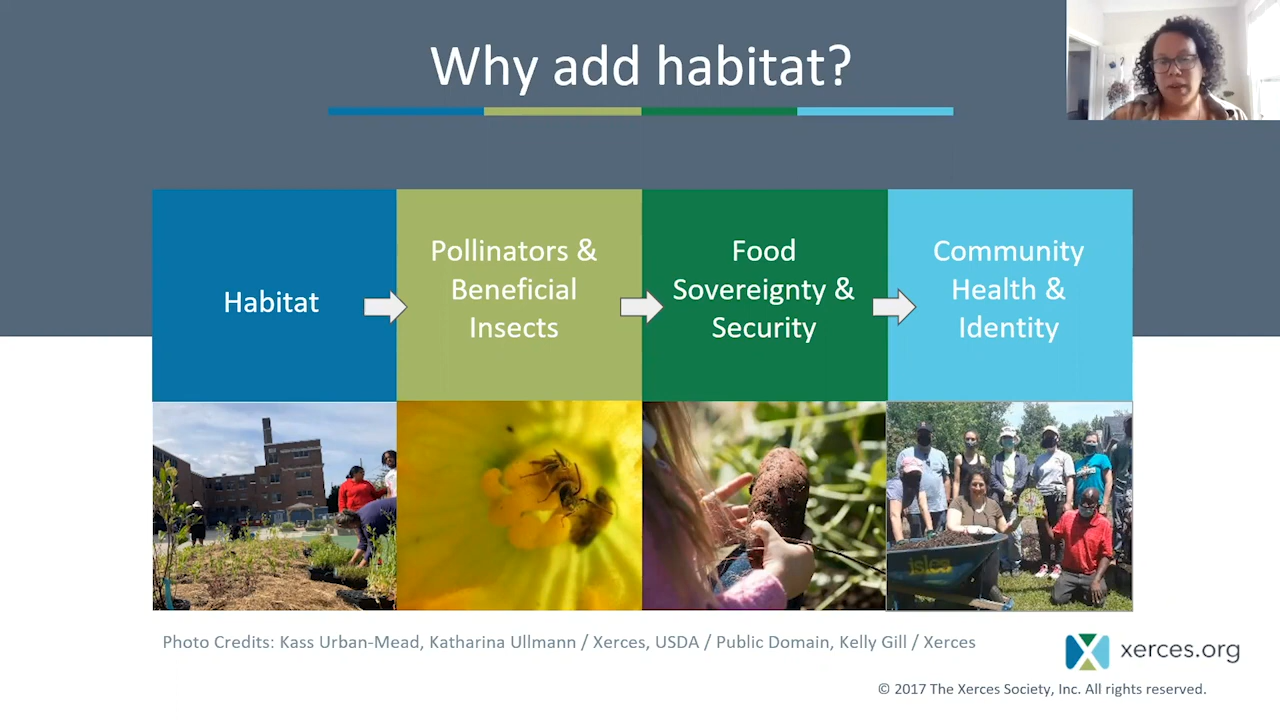 Why add habitat?
Habitat
Pollinators &
Beneficial
Insects
Food
Sovereignty &
Security
Community
Health &
Identity
islca
Photo Credits: Kass Urban-Mead, Katharina Ullmann / Xerces, USDA / Public Domain, Kelly Gill / Xerces
xerces.org
© 2017 The Xerces Society, Inc. All rights reserved.